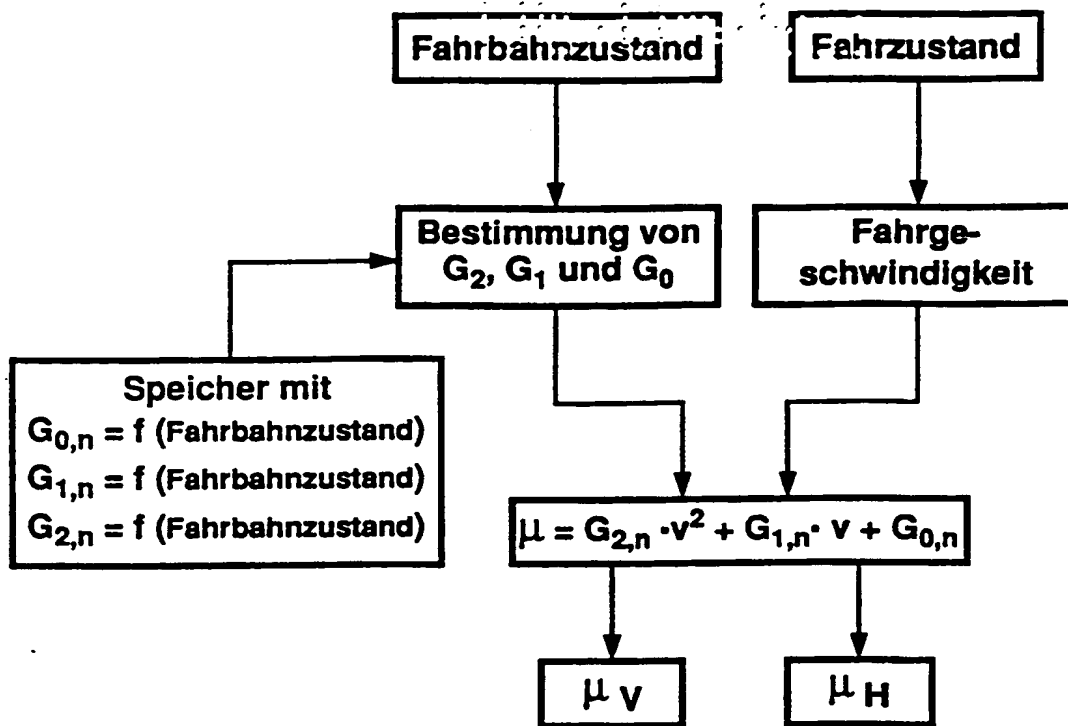 Fahrbahnzustand
Fahrzustand
Bestimmung von
G₂, G₁ und G₀
Fahrge-
schwindigkeit
Speicher mit
G₀,ₙ = f (Fahrbahnzustand)
G₁,ₙ = f (Fahrbahnzustand)
G₂,ₙ = f (Fahrbahnzustand)
μ = G₂,ₙ · v² + G₁,ₙ · v + G₀,ₙ
μ V
μ H